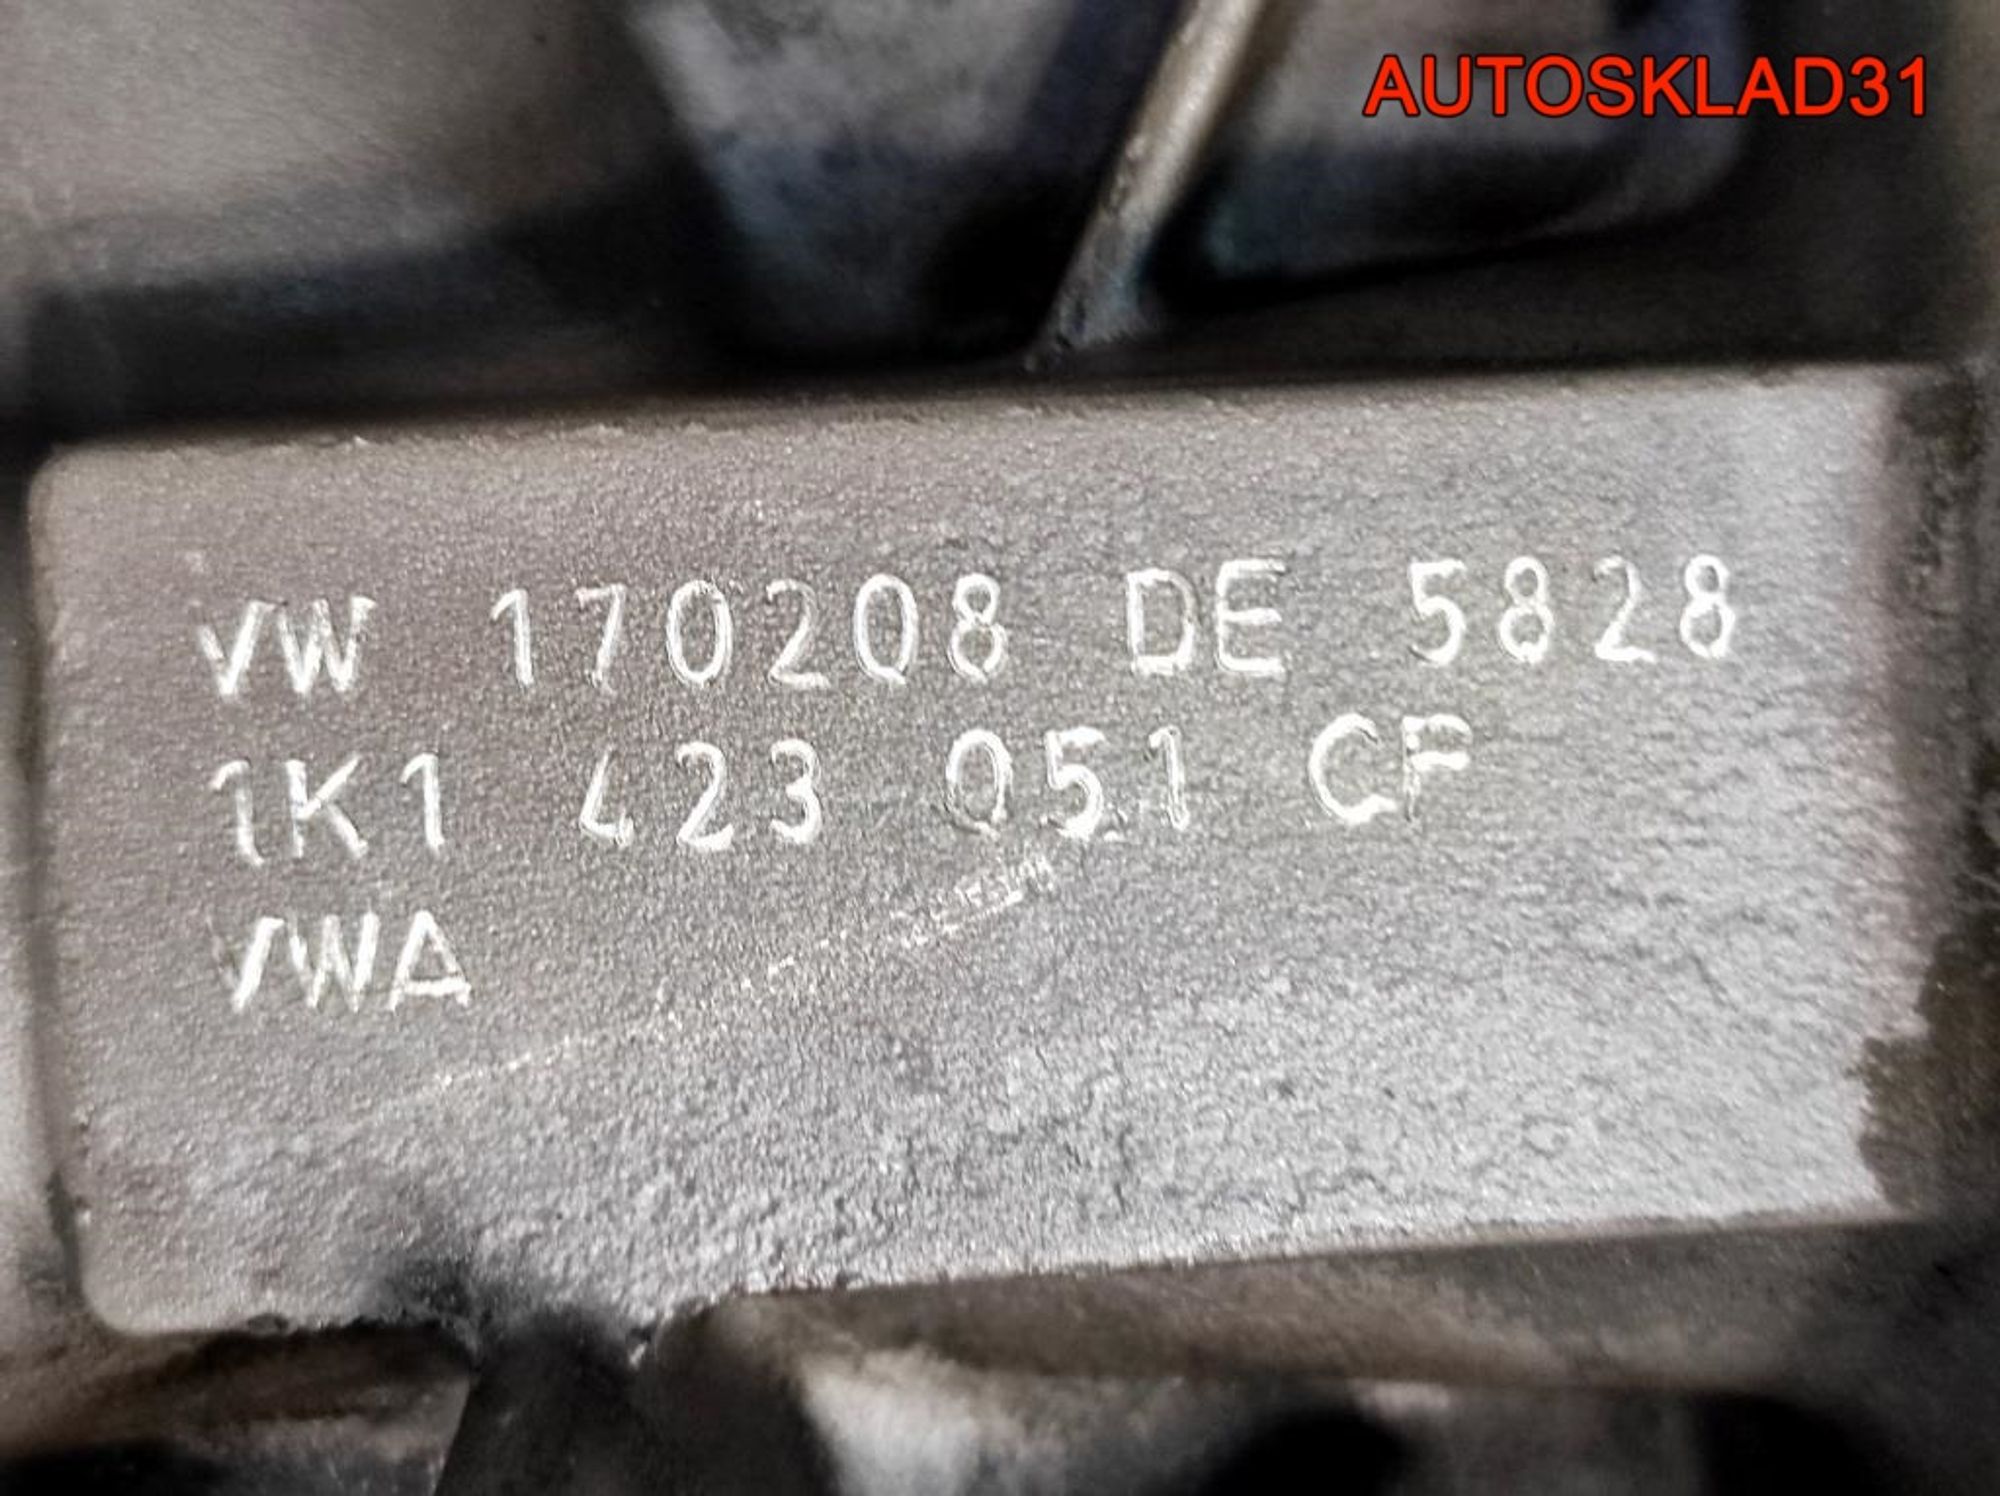 AUTOSKLAD31
VW 170208 DE 5828
1K1 423 051 CF
VWA